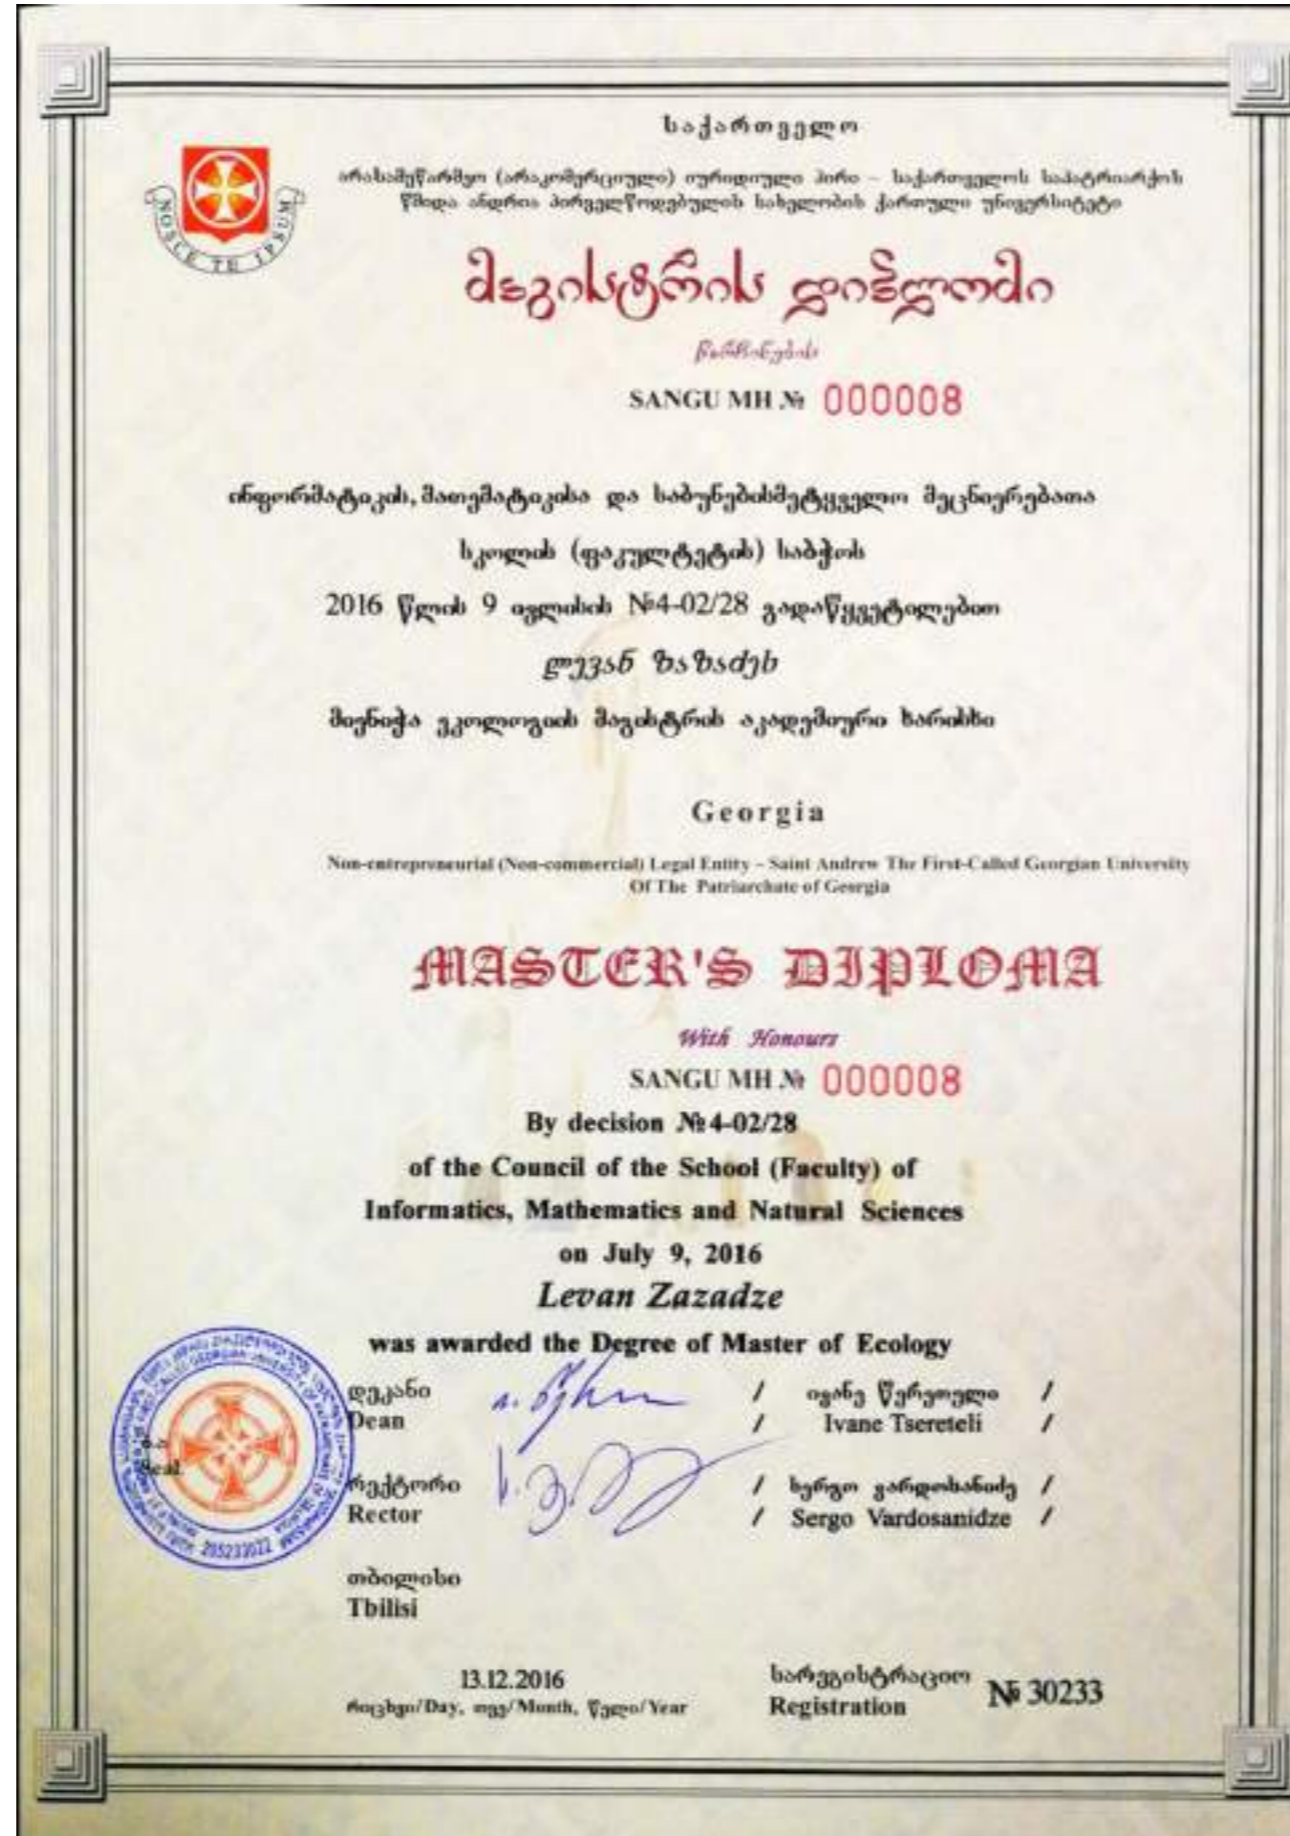 NOSCE TE IPSUM
საქართველო
არასამეწარმეო (არაკომერციული) იურიდიული პირი – საქართველოს საპატრიარქოს
წმიდა ანდრია პირველწოდებულის სახელობის ქართული უნივერსიტეტი
მაგისტრის დიპლომი
წარჩინების
SANGU MH № 000008
ინფორმატიკის, მათემატიკისა და საბუნებისმეტყველო მეცნიერებათა
სკოლის (ფაკულტეტის) საბჭოს
2016 წლის 9 ივლისის №4-02/28 გადაწყვეტილებით
ლევან ზაზაძეს
მიენიჭა ეკოლოგიის მაგისტრის აკადემიური ხარისხი
Georgia
Non-entrepreneurial (Non-commercial) Legal Entity – Saint Andrew The First-Called Georgian University
Of The Patriarchate of Georgia
MASTER'S DIPLOMA
With Honours
SANGU MH № 000008
By decision №4-02/28
of the Council of the School (Faculty) of
Informatics, Mathematics and Natural Sciences
on July 9, 2016
Levan Zazadze
was awarded the Degree of Master of Ecology
დეკანი / ივანე წერეთელი /
Dean / Ivane Tsereteli /
ბ.ა
Seal
რექტორი / სერგო ვარდოსანიძე /
Rector / Sergo Vardosanidze /
თბილისი
Tbilisi
13.12.2016
რიცხვი/Day, თვე/Month, წელი/Year
სარეგისტრაციო
Registration № 30233